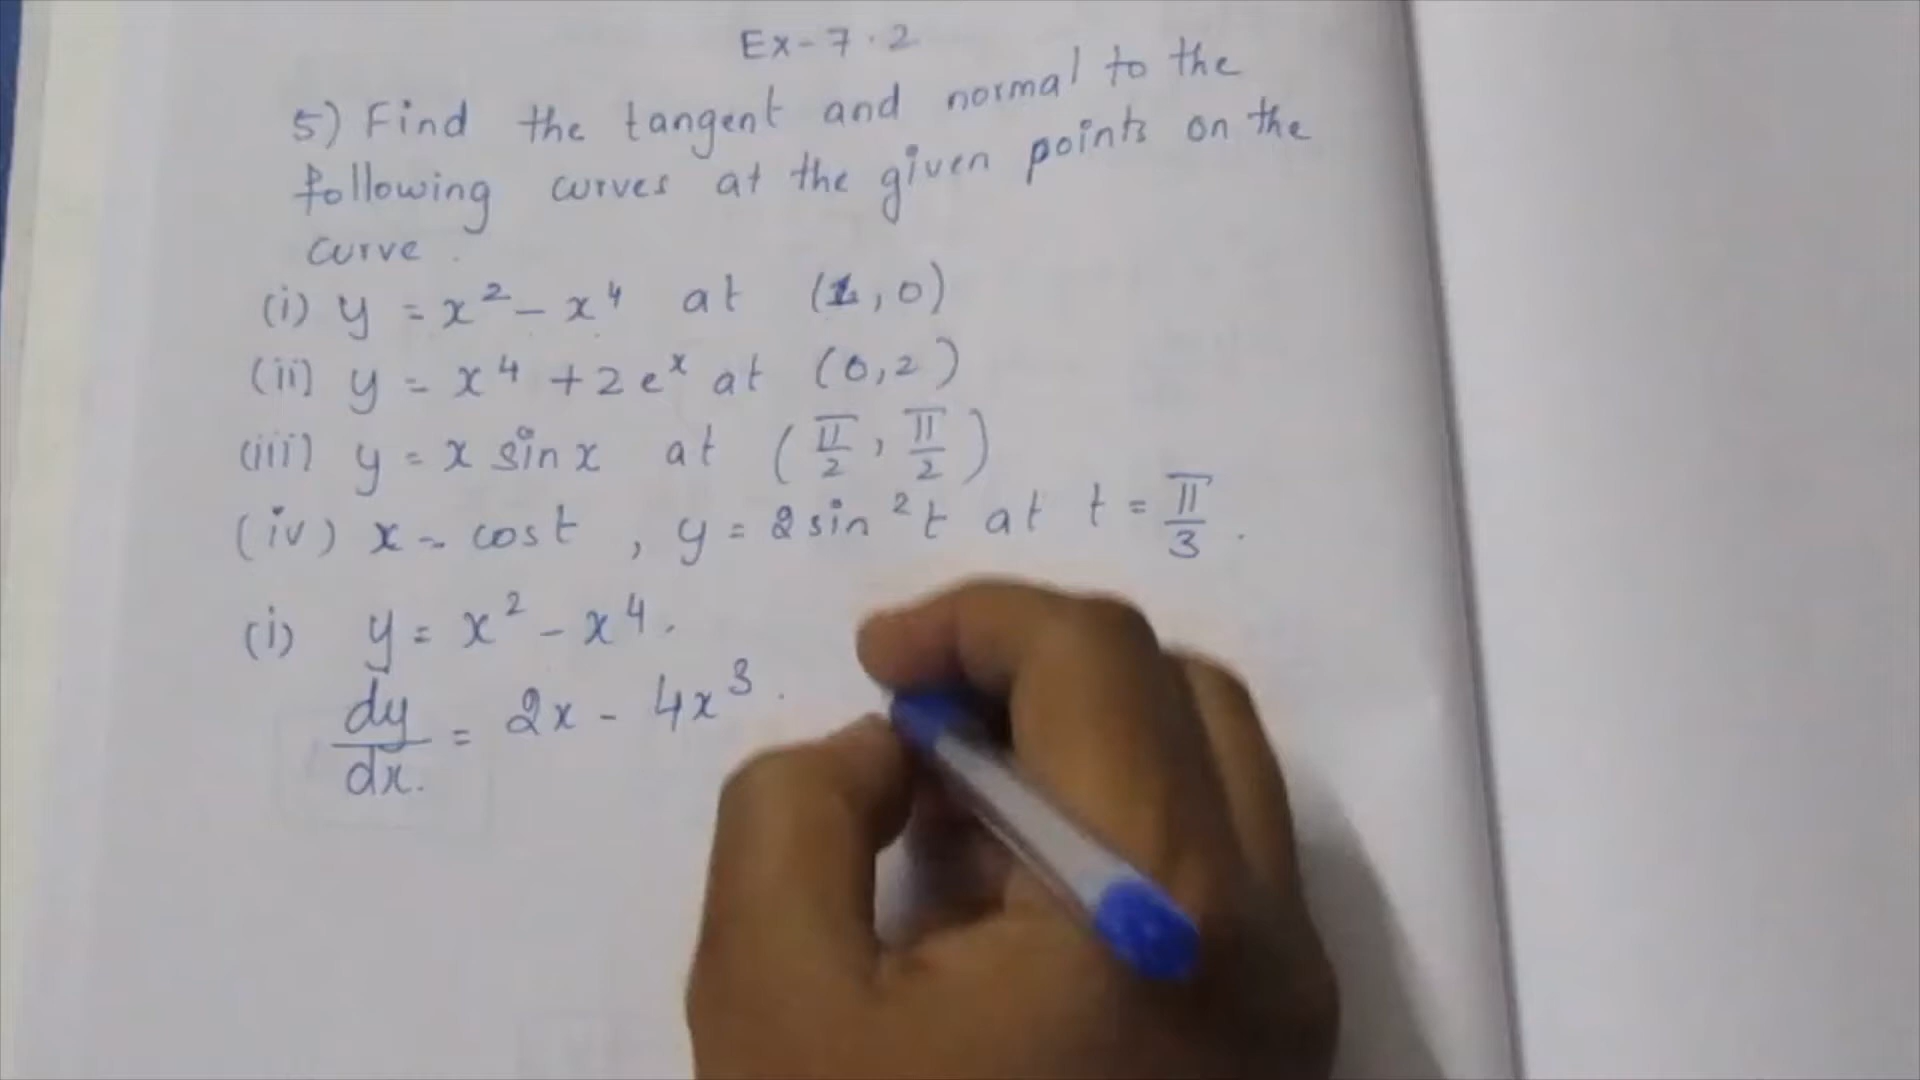 Ex-7.2
5) Find the tangent and normal to the
following curves at the given points on the
curve.
(i) y = x² - x⁴ at (1, 0)
(ii) y = x⁴ + 2eˣ at (0, 2)
(iii) y = x sin x at (π/2, π/2)
(iv) x = cos t, y = 2 sin² t at t = π/3.
(i) y = x² - x⁴.
dy/dx. = 2x - 4x³.